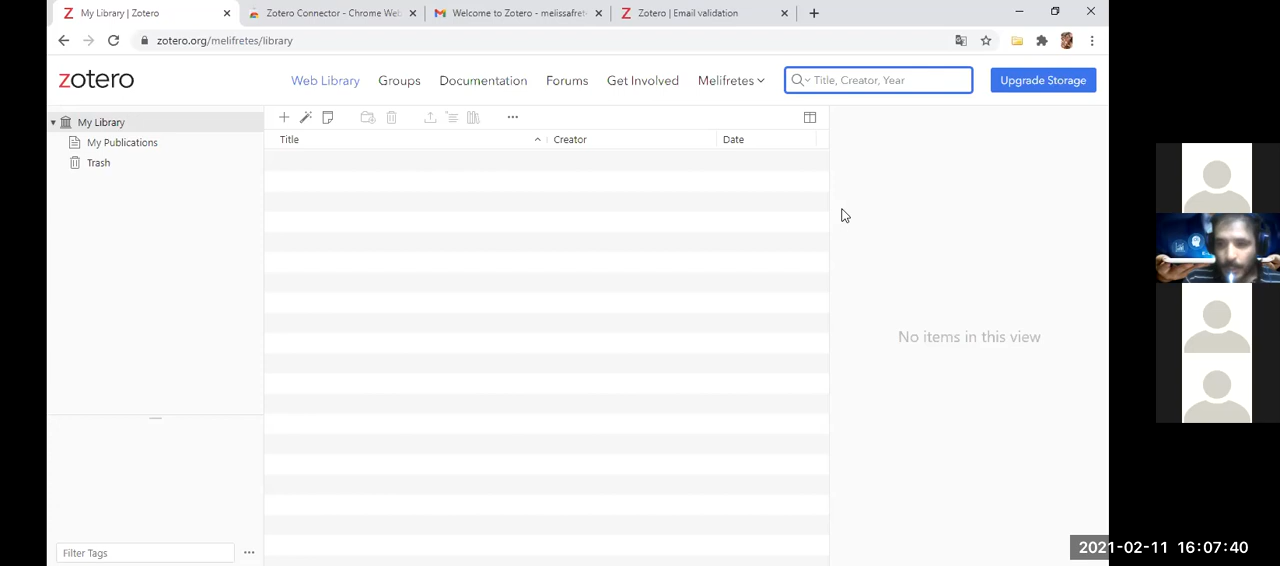 My Library | Zotero
Zotero Connector - Chrome Web
Welcome to Zotero - melissafret
Zotero | Email validation
zotero.org/melifretes/library
zotero
Web Library
Groups
Documentation
Forums
Get Involved
Melifretes
Title, Creator, Year
Upgrade Storage
My Library
My Publications
Trash
Title
Creator
Date
No items in this view
Filter Tags
2021-02-11 16:07:40